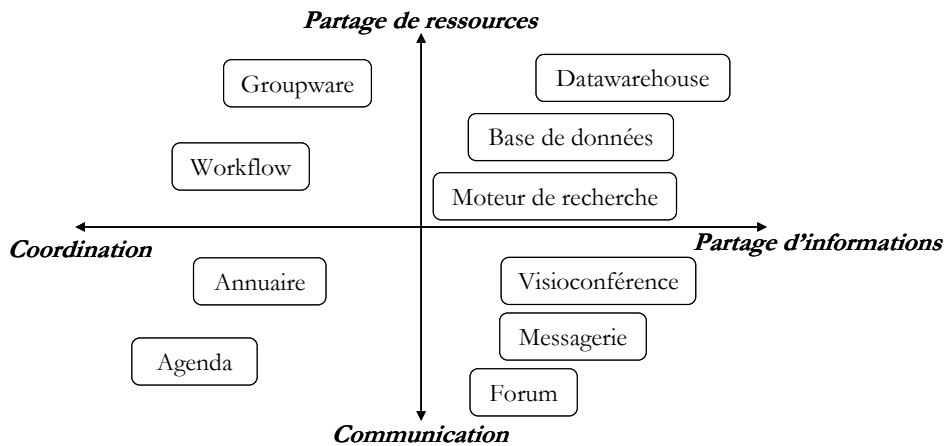 Partage de ressources
Groupware
Datawarehouse
Base de données
Workflow
Moteur de recherche
Coordination
Partage d'informations
Annuaire
Visioconférence
Messagerie
Agenda
Forum
Communication